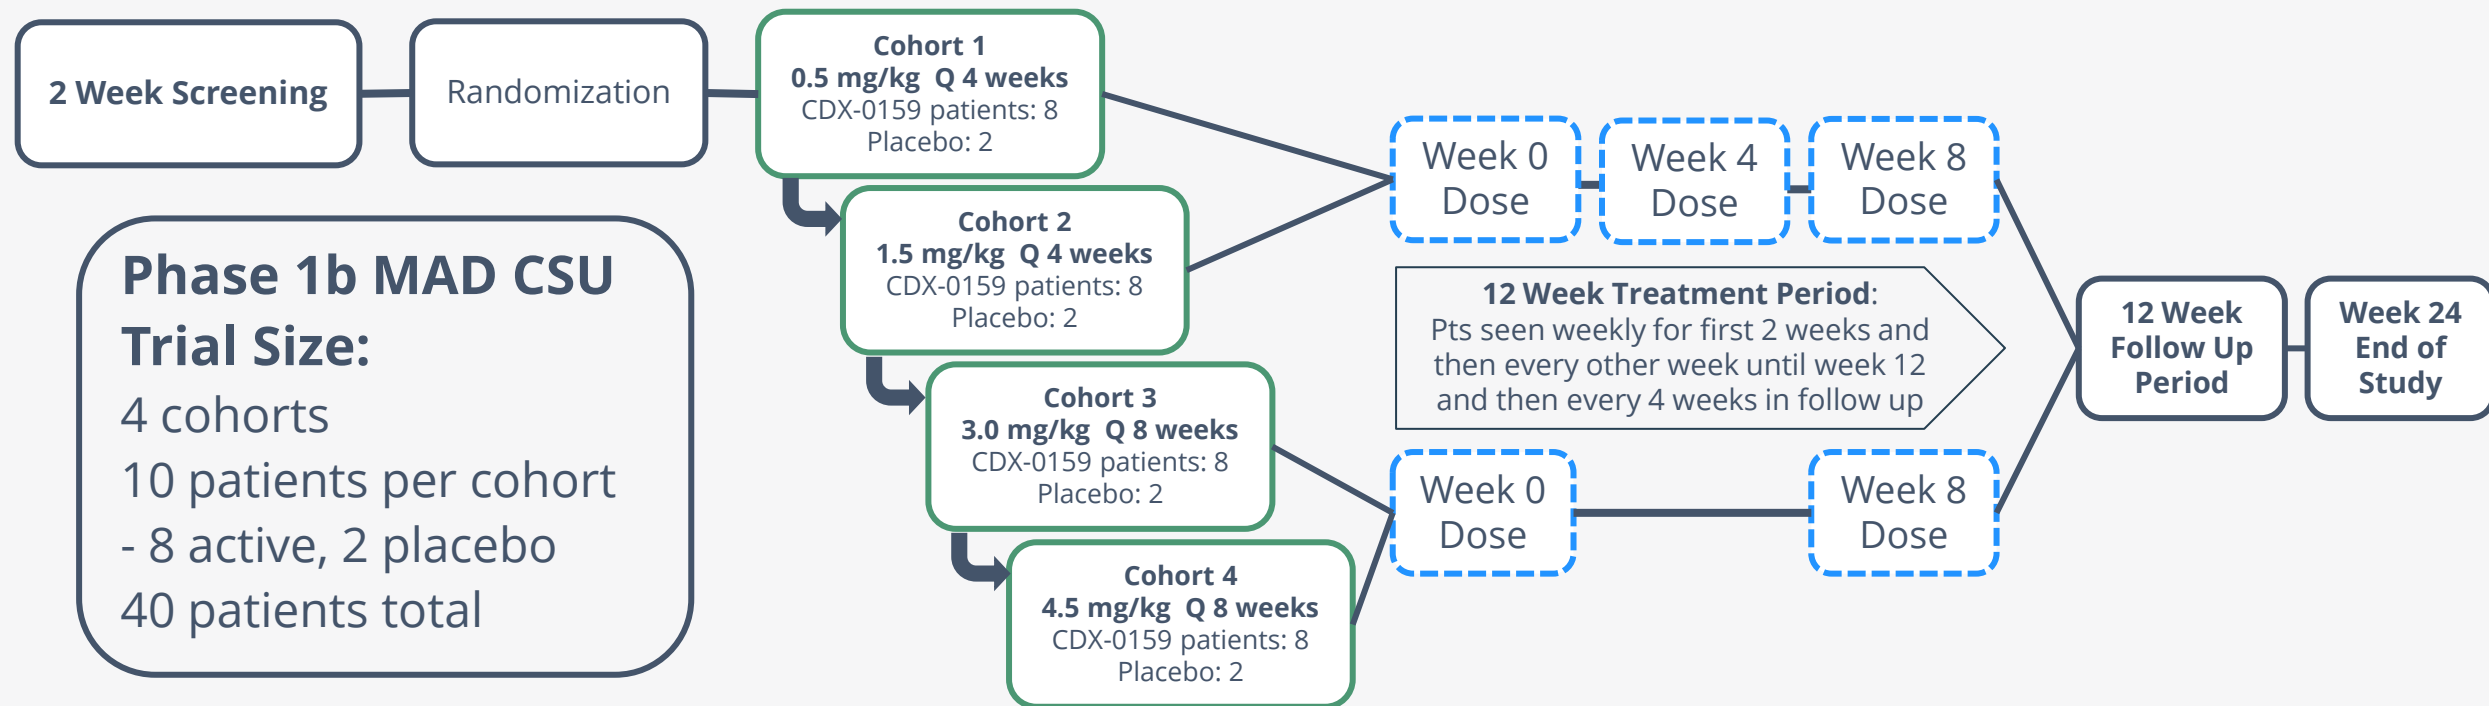 2 Week Screening
Randomization
Cohort 1
0.5 mg/kg Q 4 weeks
CDX-0159 patients: 8
Placebo: 2
Cohort 2
1.5 mg/kg Q 4 weeks
CDX-0159 patients: 8
Placebo: 2
Cohort 3
3.0 mg/kg Q 8 weeks
CDX-0159 patients: 8
Placebo: 2
Cohort 4
4.5 mg/kg Q 8 weeks
CDX-0159 patients: 8
Placebo: 2
Phase 1b MAD CSU
Trial Size:
4 cohorts
10 patients per cohort
- 8 active, 2 placebo
40 patients total
Week 0
Dose
Week 4
Dose
Week 8
Dose
12 Week Treatment Period:
Pts seen weekly for first 2 weeks and
then every other week until week 12
and then every 4 weeks in follow up
Week 0
Dose
Week 8
Dose
12 Week
Follow Up
Period
Week 24
End of
Study